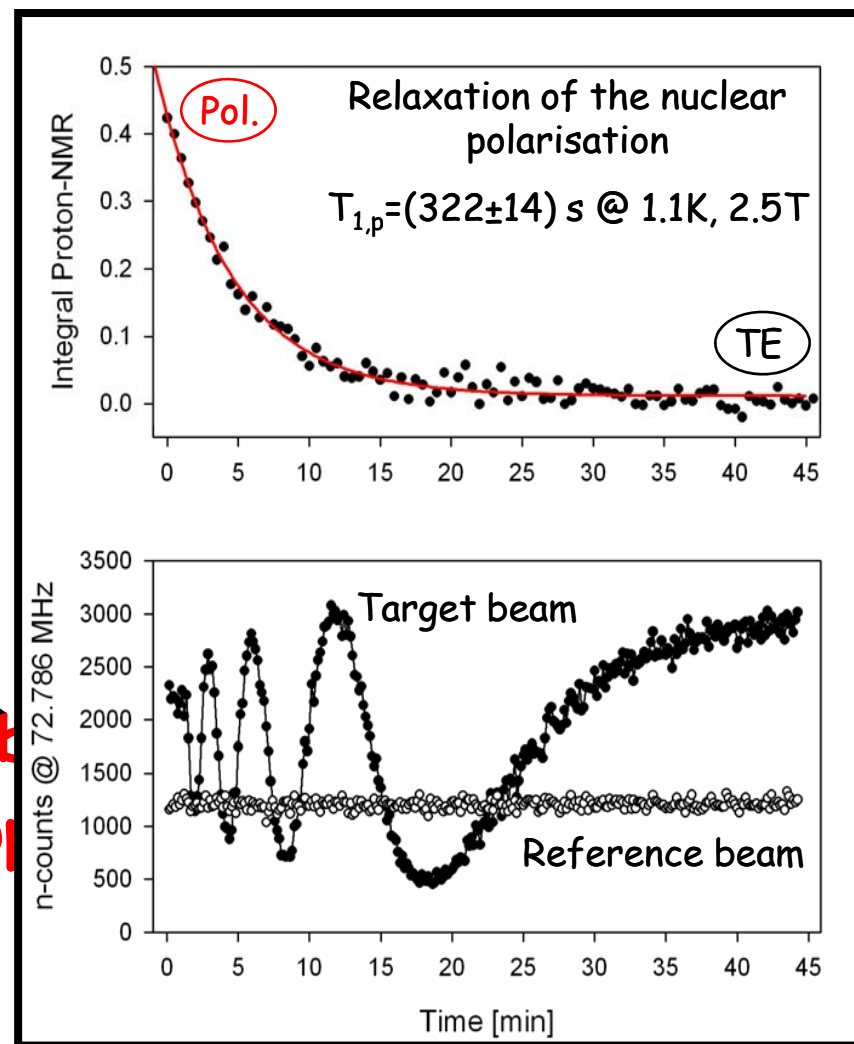 0.5
0.4
0.3
0.2
0.1
0.0
Integral Proton-NMR
Pol.
Relaxation of the nuclear
polarisation
T₁,ₚ=(322±14) s @ 1.1K, 2.5T
TE
0 5 10 15 20 25 30 35 40 45
3500
3000
2500
2000
1500
1000
500
0
n-counts @ 72.786 MHz
Target beam
Reference beam
0 5 10 15 20 25 30 35 40 45
Time [min]